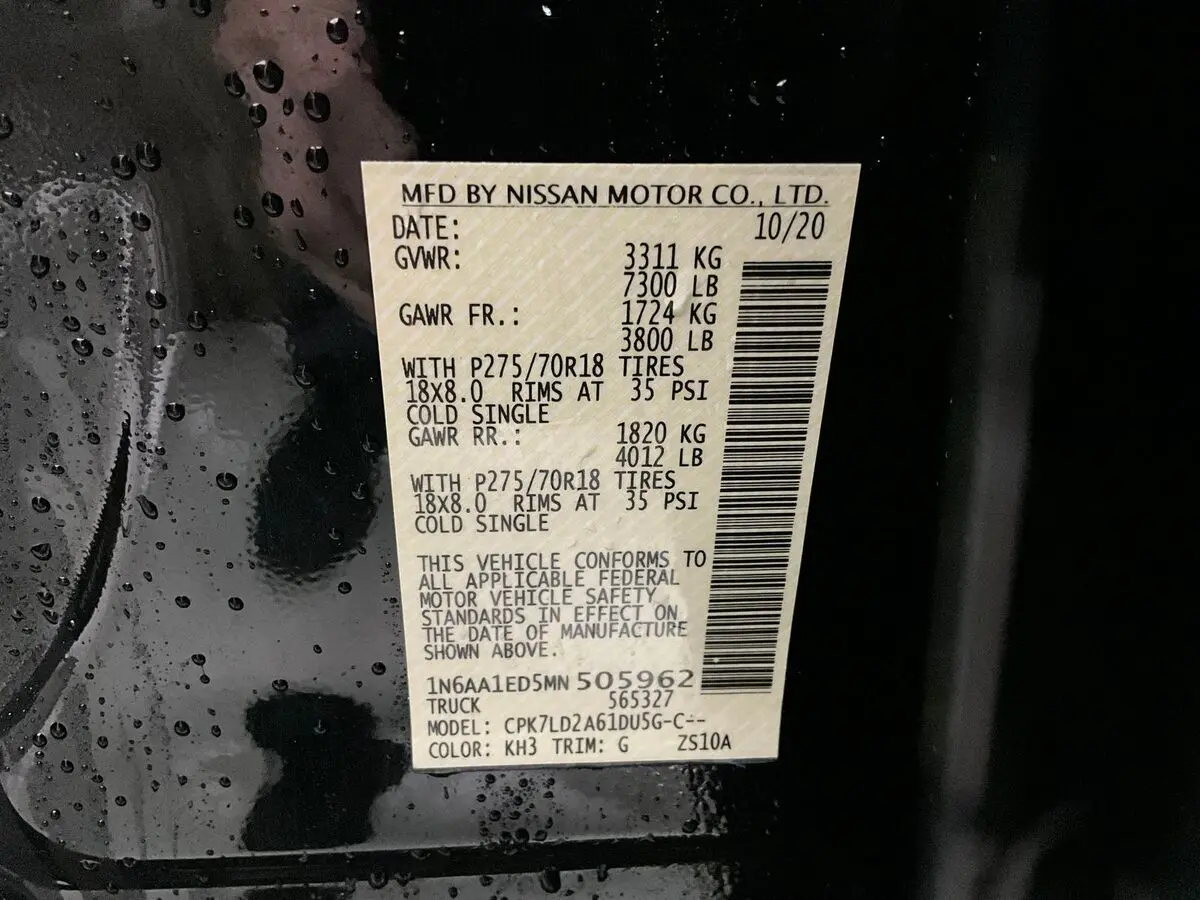 MFD BY NISSAN MOTOR CO., LTD.
DATE: 10/20
GVWR: 3311 KG
7300 LB
GAWR FR.: 1724 KG
3800 LB
WITH P275/70R18 TIRES
18X8.0 RIMS AT 35 PSI
COLD SINGLE
GAWR RR.: 1820 KG
4012 LB
WITH P275/70R18 TIRES
18X8.0 RIMS AT 35 PSI
COLD SINGLE
THIS VEHICLE CONFORMS TO
ALL APPLICABLE FEDERAL
MOTOR VEHICLE SAFETY
STANDARDS IN EFFECT ON
THE DATE OF MANUFACTURE
SHOWN ABOVE.
1N6AA1ED5MN 505962
TRUCK 565327
MODEL: CPK7LD2A61DU5G-C--
COLOR: KH3 TRIM: G ZS10A